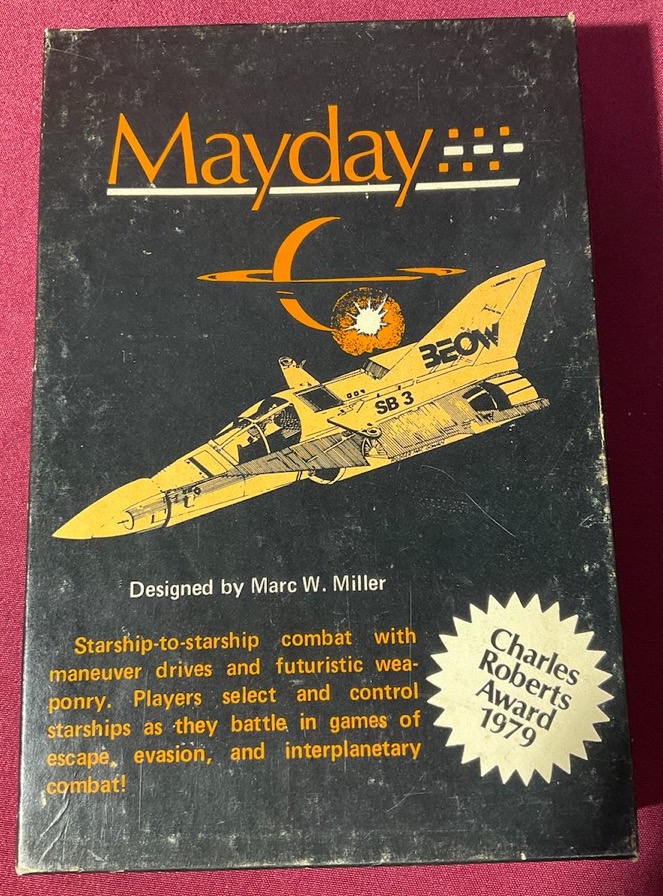 Mayday
BEOW
SB 3
Designed by Marc W. Miller
Starship-to-starship combat with
maneuver drives and futuristic wea-
ponry. Players select and control
starships as they battle in games of
escape, evasion, and interplanetary
combat!
Charles
Roberts
Award
1979